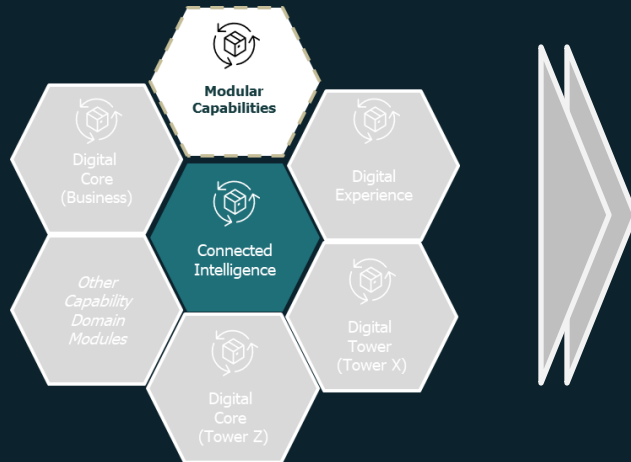 Modular
Capabilities
Digital
Core
(Business)
Digital
Experience
Connected
Intelligence
Other
Capability
Domain
Modules
Digital
Tower
(Tower X)
Digital
Core
(Tower Z)